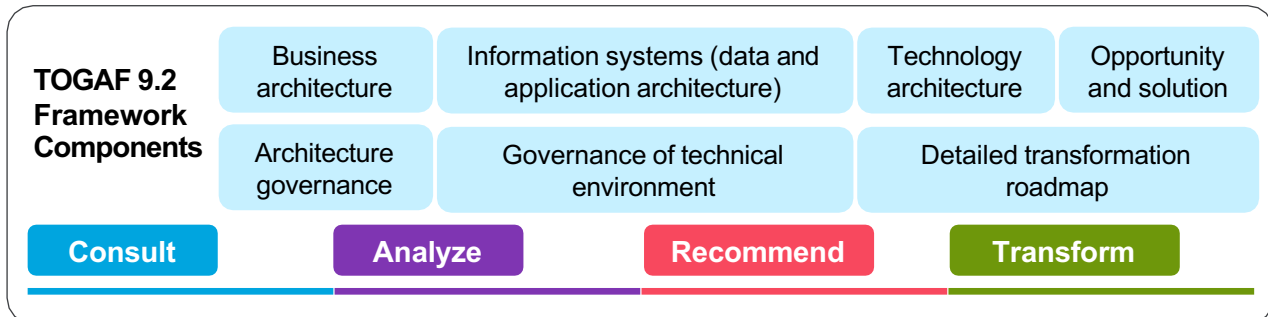 TOGAF 9.2
Framework
Components
Business
architecture
Information systems (data and
application architecture)
Technology
architecture
Opportunity
and solution
Architecture
governance
Governance of technical
environment
Detailed transformation
roadmap
Consult
Analyze
Recommend
Transform